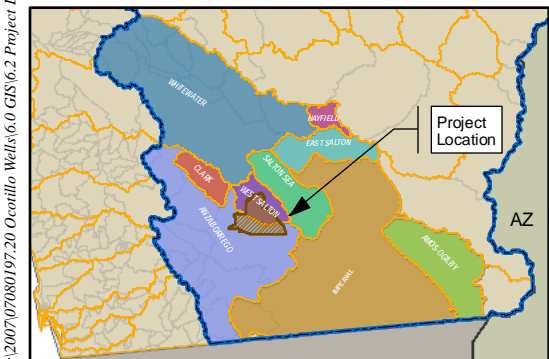 \2007\07080197.20 Ocotillo Wells\6.0 GIS\6.2 Project
WHITEWATER
HAYFIELD
EAST SALTON
CLARK
SALTON SEA
WEST SALTON
ANZA BORREGO
IMPERIAL
AMOS-OGILBY
Project
Location
AZ